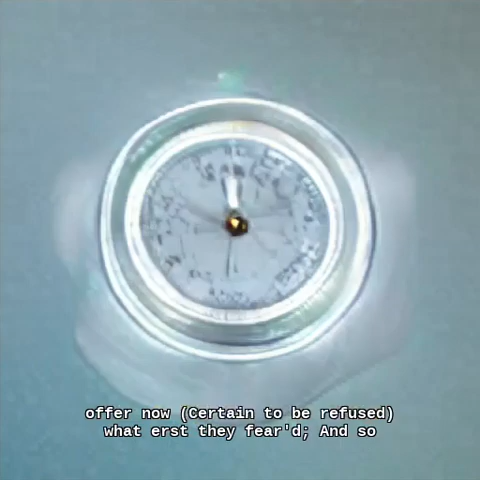 offer now (Certain to be refused)
what erst they fear'd; And so